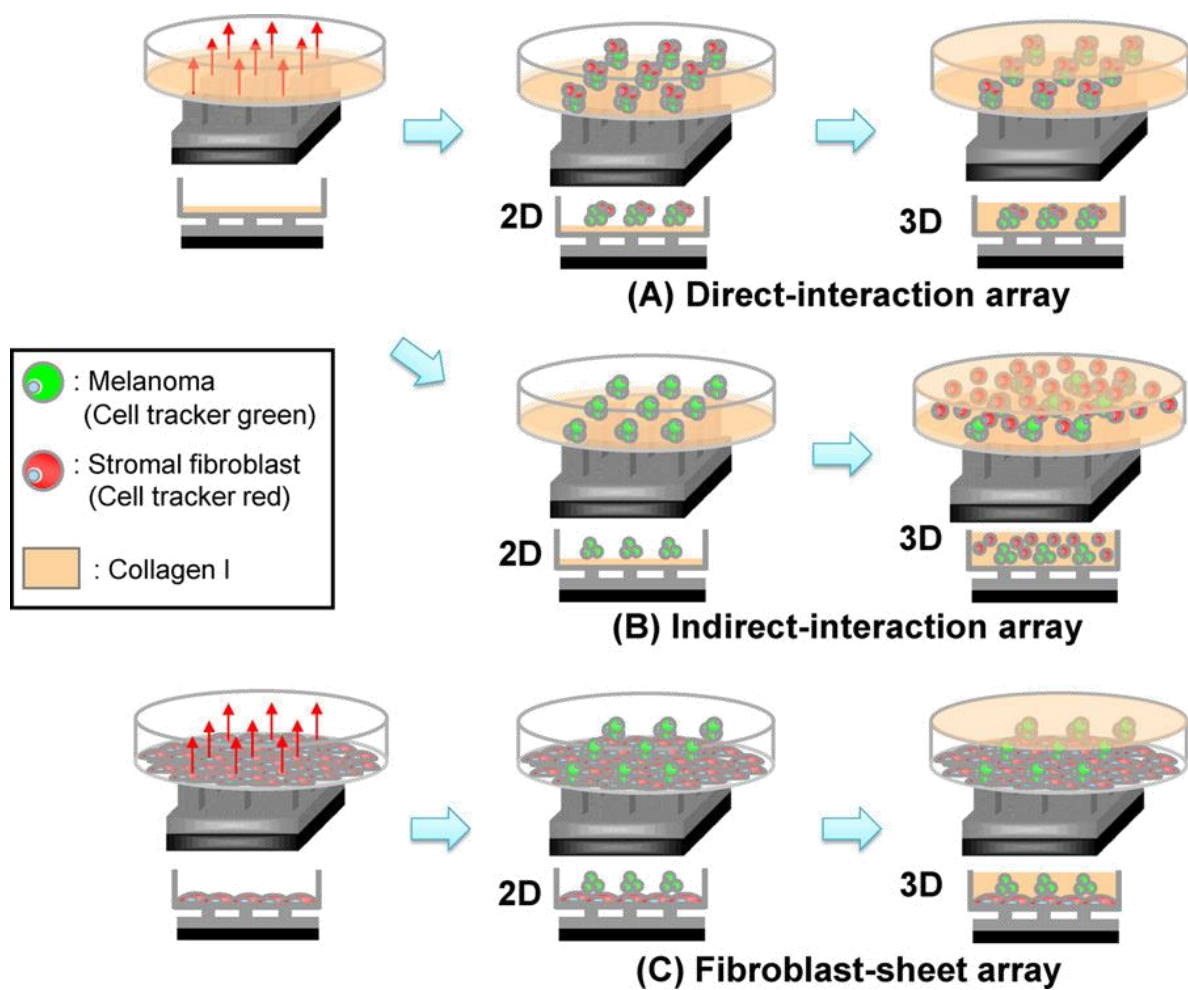 2D
3D
(A) Direct-interaction array
: Melanoma
(Cell tracker green)
: Stromal fibroblast
(Cell tracker red)
: Collagen I
2D
3D
(B) Indirect-interaction array
2D
3D
(C) Fibroblast-sheet array